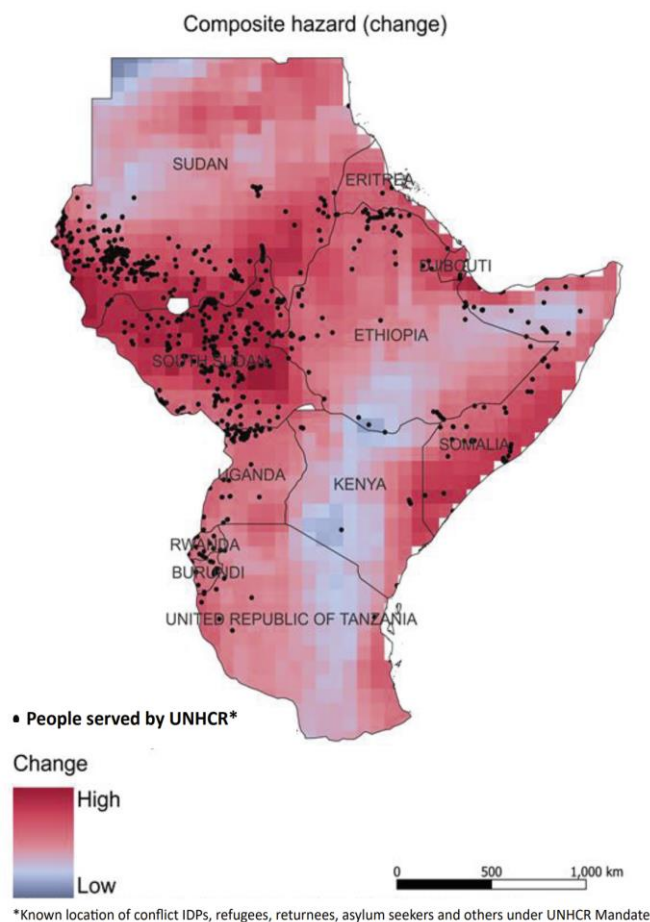 Composite hazard (change)
SUDAN
ERITREA
DJIBOUTI
ETHIOPIA
SOUTH SUDAN
SOMALIA
UGANDA
KENYA
RWANDA
BURUNDI
UNITED REPUBLIC OF TANZANIA
• People served by UNHCR*
Change
High
Low
0 500 1,000 km
*Known location of conflict IDPs, refugees, returnees, asylum seekers and others under UNHCR Mandate